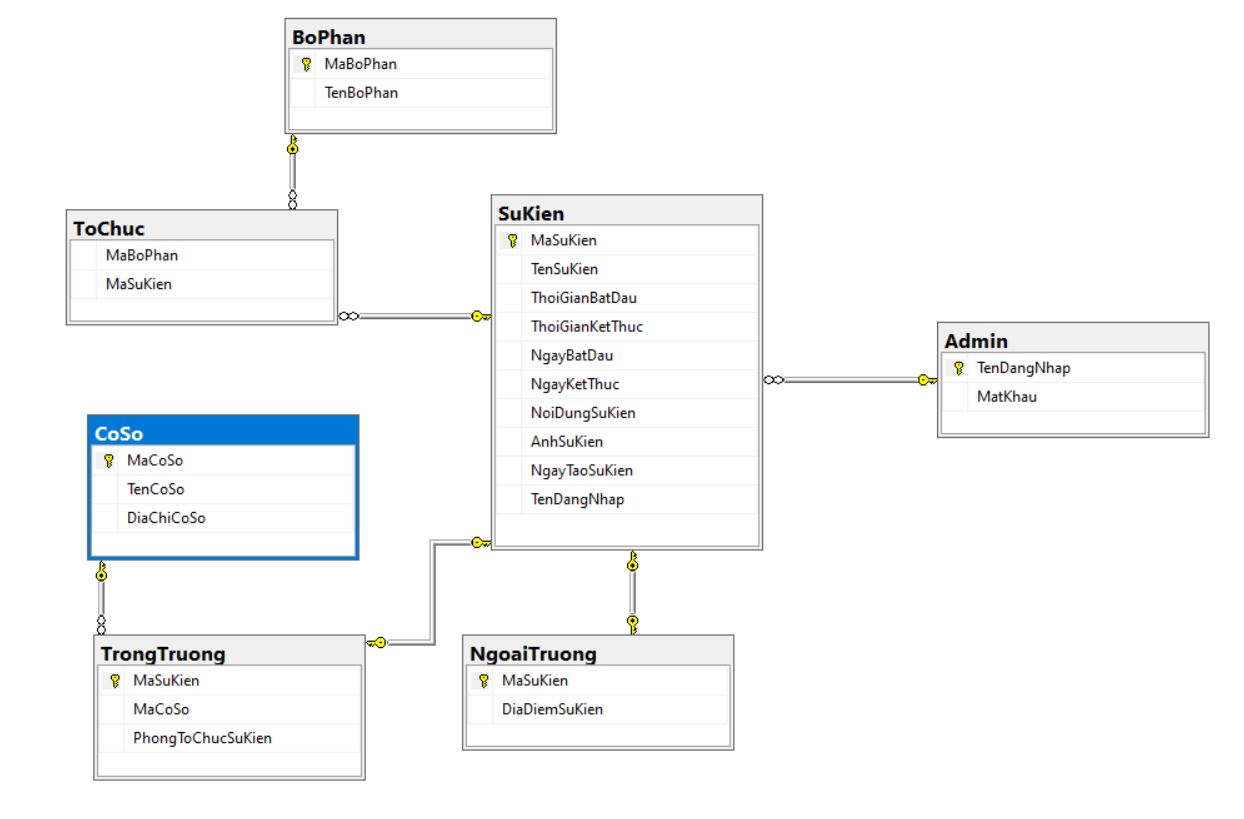 BoPhan
MaBoPhan
TenBoPhan
ToChuc
MaBoPhan
MaSuKien
SuKien
MaSuKien
TenSuKien
ThoiGianBatDau
ThoiGianKetThuc
NgayBatDau
NgayKetThuc
NoiDungSuKien
AnhSuKien
NgayTaoSuKien
TenDangNhap
Admin
TenDangNhap
MatKhau
CoSo
MaCoSo
TenCoSo
DiaChiCoSo
TrongTruong
MaSuKien
MaCoSo
PhongToChucSuKien
NgoaiTruong
MaSuKien
DiaDiemSuKien